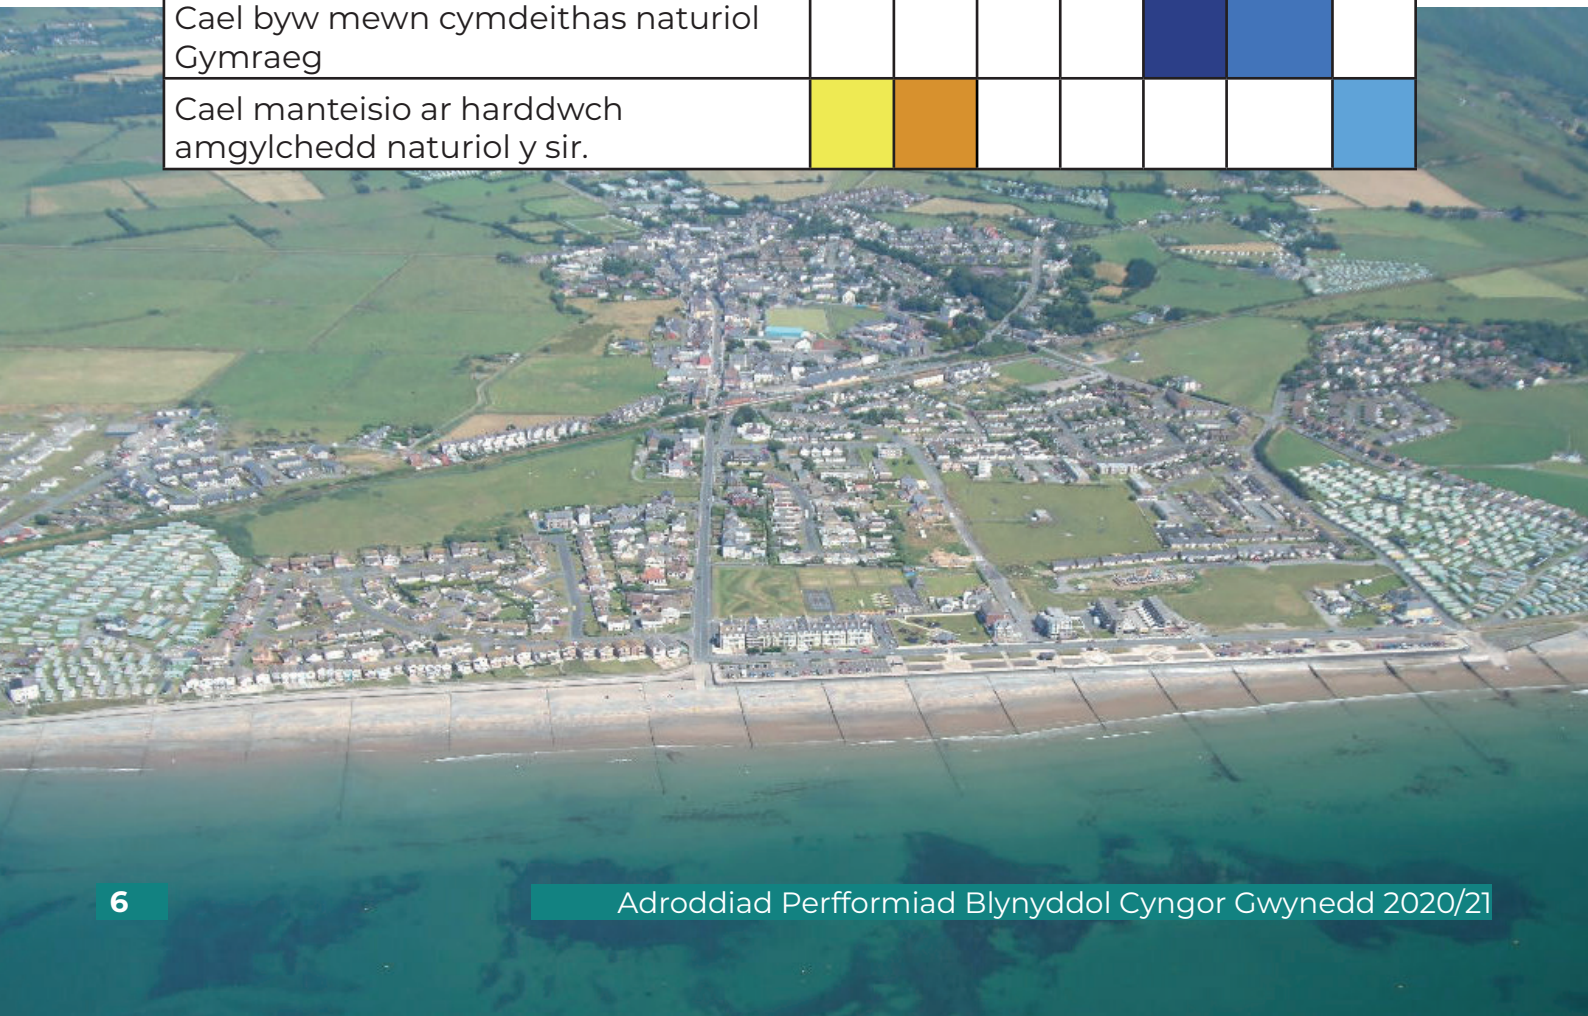 Cael byw mewn cymdeithas naturiol
Gymraeg
Cael manteisio ar harddwch
amgylchedd naturiol y sir.
6
Adroddiad Perfformiad Blynyddol Cyngor Gwynedd 2020/21